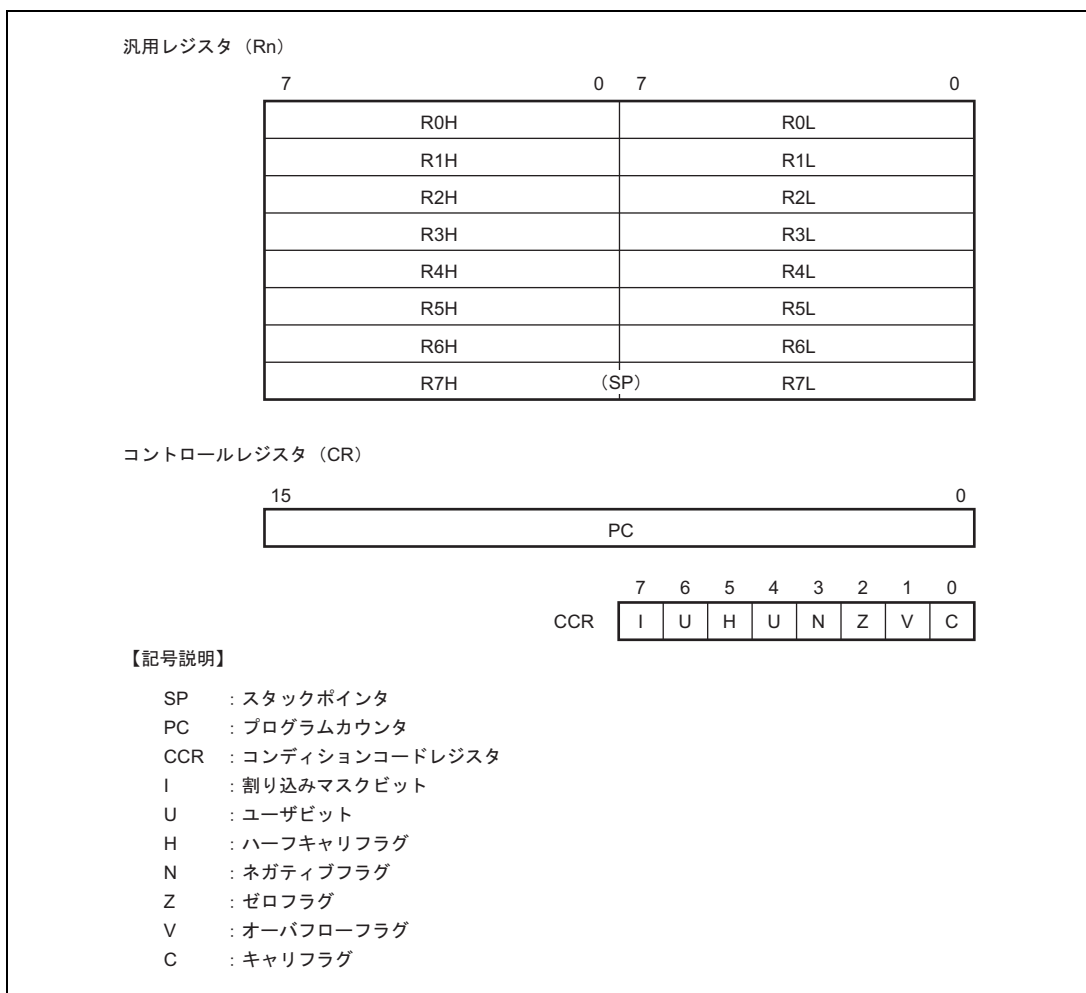 汎用レジスタ（Rn）
7 0 7 0
R0H R0L
R1H R1L
R2H R2L
R3H R3L
R4H R4L
R5H R5L
R6H R6L
R7H （SP） R7L
コントロールレジスタ（CR）
15 0
PC
7 6 5 4 3 2 1 0
CCR I U H U N Z V C
【記号説明】
SP ：スタックポインタ
PC ：プログラムカウンタ
CCR ：コンディションコードレジスタ
I ：割り込みマスクビット
U ：ユーザビット
H ：ハーフキャリフラグ
N ：ネガティブフラグ
Z ：ゼロフラグ
V ：オーバフローフラグ
C ：キャリフラグ